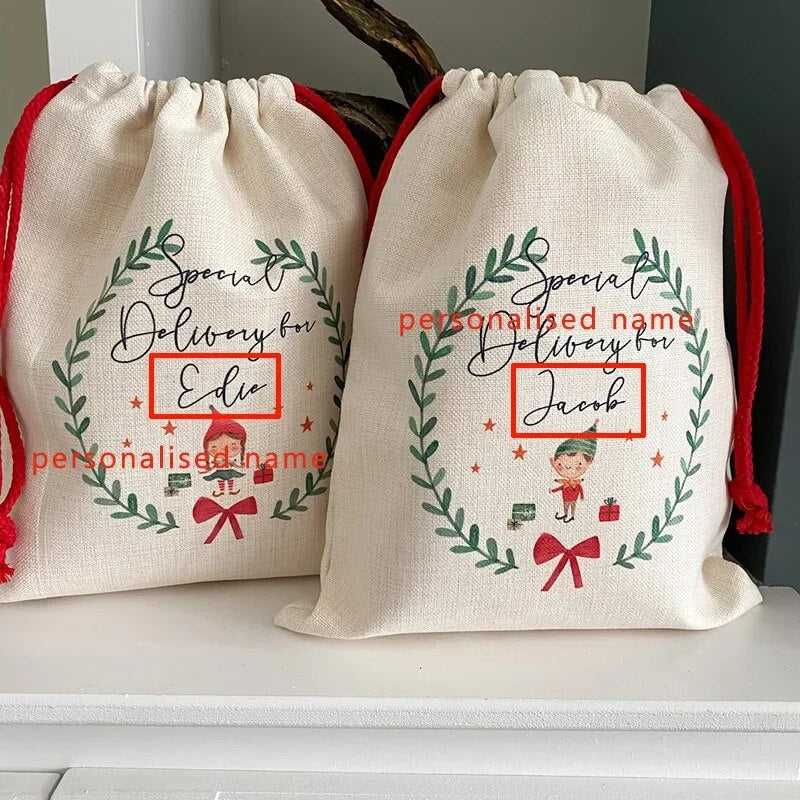 Special
Delivery for
Edie
personalised name
Special
personalised name
Delivery for
Jacob